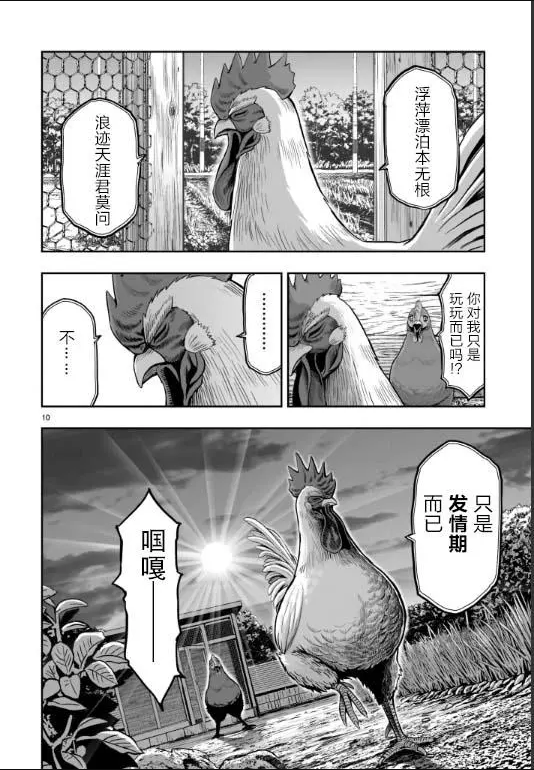 浮萍漂泊本无根
浪迹天涯君莫问
你对我只是
玩玩而已吗!?
………
不……
10
只是
发情期
而已
啯嘎——